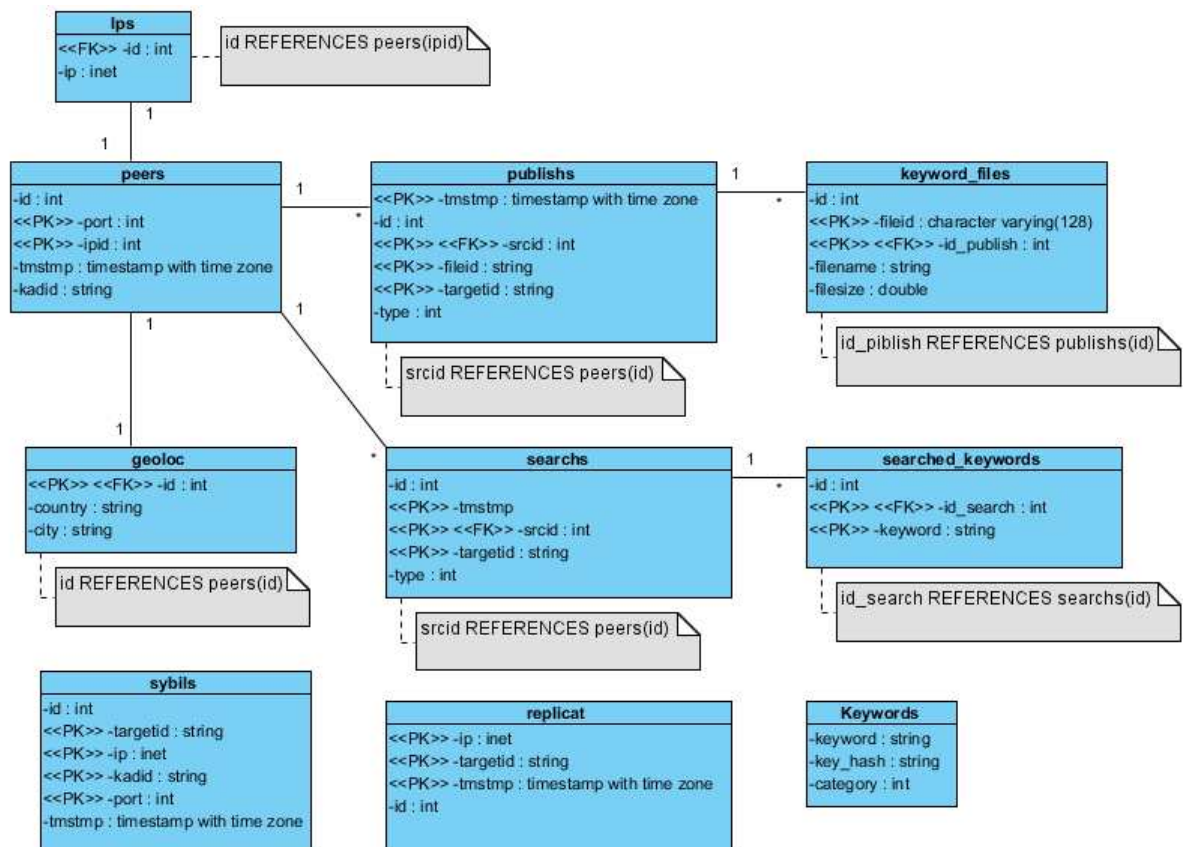 Ips
<<FK>> -id : int
-ip : inet
id REFERENCES peers(ipid)
1
1
peers
-id : int
<<PK>> -port : int
<<PK>> -ipid : int
-tmstmp : timestamp with time zone
-kadid : string
1
*
publishs
<<PK>> -tmstmp : timestamp with time zone
-id : int
<<PK>> <<FK>> -srcid : int
<<PK>> -fileid : string
<<PK>> -targetid : string
-type : int
srcid REFERENCES peers(id)
1
*
keyword_files
-id : int
<<PK>> -fileid : character varying(128)
<<PK>> <<FK>> -id_publish : int
-filename : string
-filesize : double
id_piblish REFERENCES publishs(id)
1
1
geoloc
<<PK>> <<FK>> -id : int
-country : string
-city : string
id REFERENCES peers(id)
1
*
searchs
-id : int
<<PK>> -tmstmp
<<PK>> <<FK>> -srcid : int
<<PK>> -targetid : string
-type : int
srcid REFERENCES peers(id)
1
*
searched_keywords
-id : int
<<PK>> <<FK>> -id_search : int
<<PK>> -keyword : string
id_search REFERENCES searchs(id)
sybils
-id : int
<<PK>> -targetid : string
<<PK>> -ip : inet
<<PK>> -kadid : string
<<PK>> -port : int
-tmstmp : timestamp with time zone
replicat
<<PK>> -ip : inet
<<PK>> -targetid : string
<<PK>> -tmstmp : timestamp with time zone
-id : int
Keywords
-keyword : string
-key_hash : string
-category : int